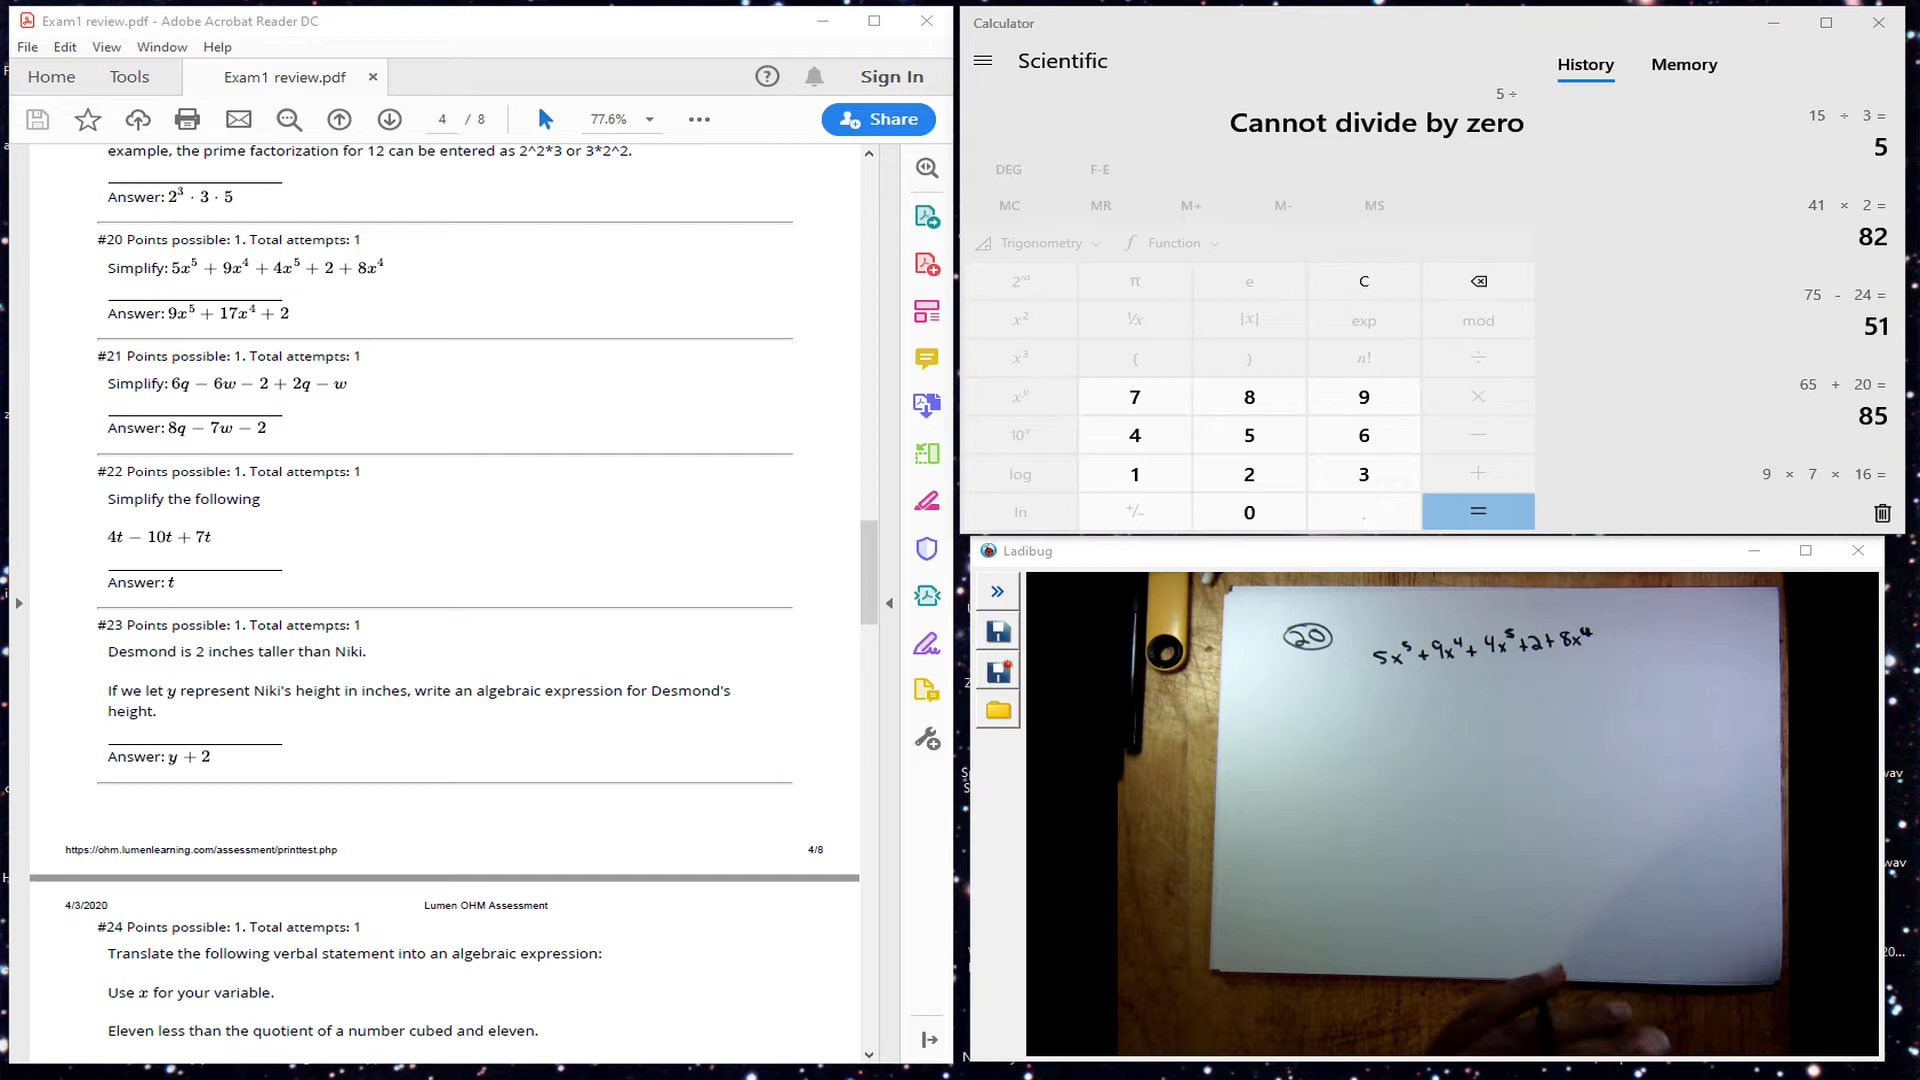 Exam1 review.pdf - Adobe Acrobat Reader DC
File Edit View Window Help
Home Tools Exam1 review.pdf × Sign In
4 / 8 77.6% Share
example, the prime factorization for 12 can be entered as 2^2*3 or 3*2^2.
Answer: 2³ · 3 · 5
#20 Points possible: 1. Total attempts: 1
Simplify: 5x⁵ + 9x⁴ + 4x⁵ + 2 + 8x⁴
Answer: 9x⁵ + 17x⁴ + 2
#21 Points possible: 1. Total attempts: 1
Simplify: 6q − 6w − 2 + 2q − w
Answer: 8q − 7w − 2
#22 Points possible: 1. Total attempts: 1
Simplify the following
4t − 10t + 7t
Answer: t
#23 Points possible: 1. Total attempts: 1
Desmond is 2 inches taller than Niki.
If we let y represent Niki's height in inches, write an algebraic expression for Desmond's
height.
Answer: y + 2
https://ohm.lumenlearning.com/assessment/printtest.php 4/8
4/3/2020 Lumen OHM Assessment
#24 Points possible: 1. Total attempts: 1
Translate the following verbal statement into an algebraic expression:
Use x for your variable.
Eleven less than the quotient of a number cubed and eleven.
Calculator
Scientific
History Memory
5 ÷
Cannot divide by zero
DEG F-E
MC MR M+ M- MS
Trigonometry f Function
2ⁿᵈ π e C
x² ¹/x |x| exp mod
x³ ( ) n! ÷
xʸ 7 8 9 ×
10ˣ 4 5 6 −
log 1 2 3 +
ln +/− 0 . =
15 ÷ 3 =
5
41 × 2 =
82
75 - 24 =
51
65 + 20 =
85
9 × 7 × 16 =
Ladibug
20 5x⁵ + 9x⁴ + 4x⁵ + 2 + 8x⁴